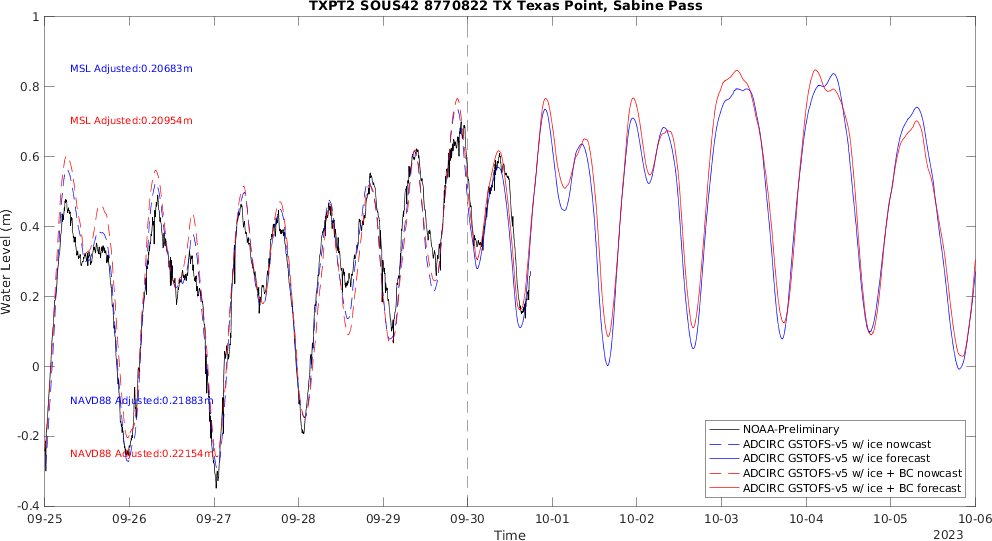 TXPT2 SOUS42 8770822 TX Texas Point, Sabine Pass
1
0.8
0.6
0.4
0.2
0
-0.2
-0.4
Water Level (m)
MSL Adjusted:0.20683m
MSL Adjusted:0.20954m
NAVD88 Adjusted:0.21883m
NAVD88 Adjusted:0.22154m
NOAA-Preliminary
ADCIRC GSTOFS-v5 w/ ice nowcast
ADCIRC GSTOFS-v5 w/ ice forecast
ADCIRC GSTOFS-v5 w/ ice + BC nowcast
ADCIRC GSTOFS-v5 w/ ice + BC forecast
09-25 09-26 09-27 09-28 09-29 09-30 10-01 10-02 10-03 10-04 10-05 10-06
Time
2023